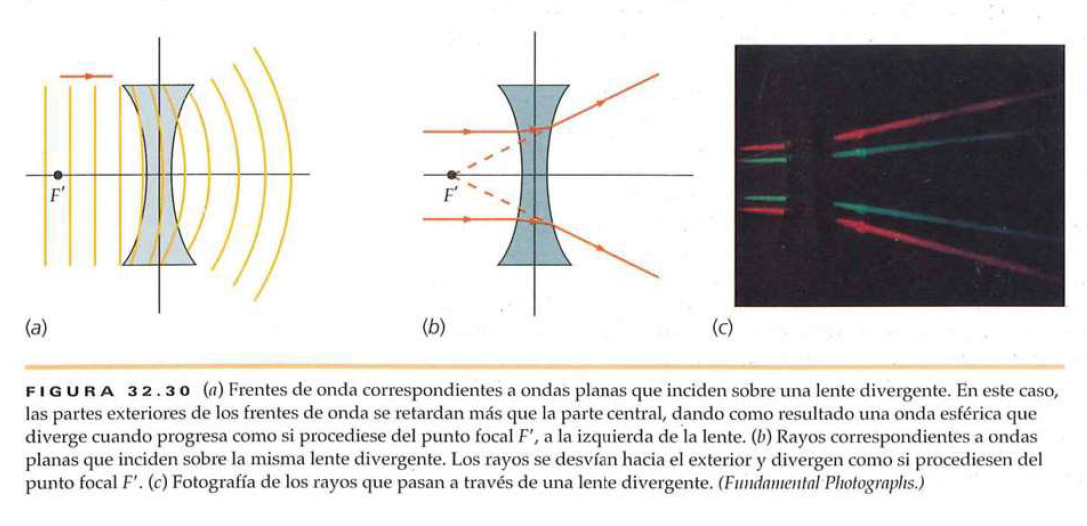 F'
F'
(a)
(b)
(c)
FIGURA 32.30 (a) Frentes de onda correspondientes a ondas planas que inciden sobre una lente divergente. En este caso,
las partes exteriores de los frentes de onda se retardan más que la parte central, dando como resultado una onda esférica que
diverge cuando progresa como si procediese del punto focal F', a la izquierda de la lente. (b) Rayos correspondientes a ondas
planas que inciden sobre la misma lente divergente. Los rayos se desvían hacia el exterior y divergen como si procediesen del
punto focal F'. (c) Fotografía de los rayos que pasan a través de una lente divergente. (Fundamental Photographs.)